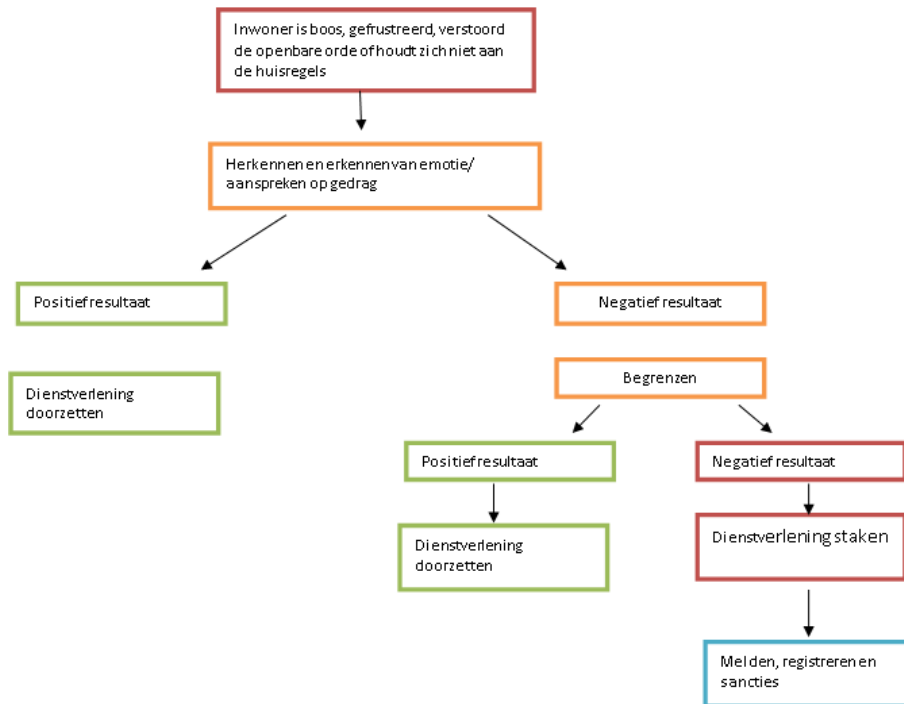 Inwoner is boos, gefrustreerd, verstoord
de openbare orde of houdt zich niet aan
de huisregels
Herkennen en erkennen van emotie/
aanspreken op gedrag
Positief resultaat
Negatief resultaat
Dienstverlening
doorzetten
Begrenzen
Positief resultaat
Negatief resultaat
Dienstverlening
doorzetten
Dienstverlening staken
Melden, registreren en
sancties